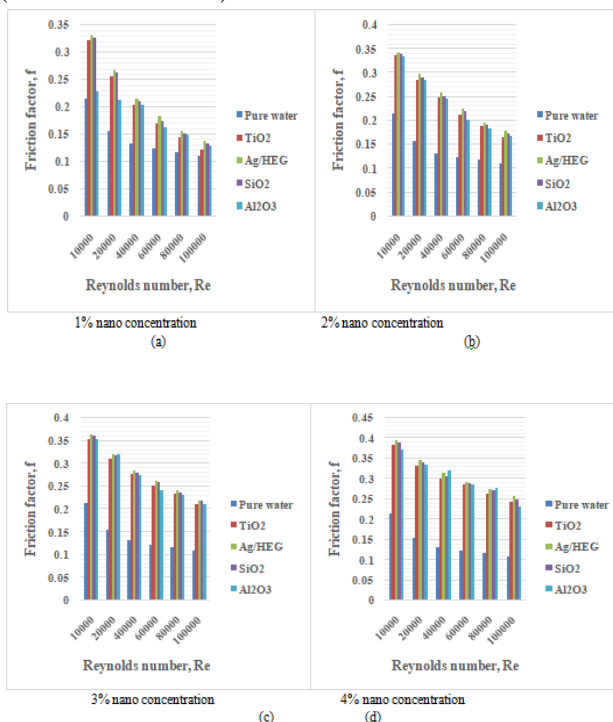 0.35
0.3
0.25
0.2
0.15
0.1
0.05
0
Friction factor, f
10000
20000
40000
60000
80000
100000
Reynolds number, Re
Pure water
TiO2
Ag/HEG
SiO2
Al2O3
0.4
0.35
0.3
0.25
0.2
0.15
0.1
0.05
0
Friction factor, f
10000
20000
40000
60000
80000
100000
Reynolds number, Re
Pure water
TiO2
Ag/HEG
SiO2
Al2O3
1% nano concentration
2% nano concentration
(a)
(b)
0.4
0.35
0.3
0.25
0.2
0.15
0.1
0.05
0
Friction factor, f
10000
20000
40000
60000
80000
100000
Reynolds number, Re
Pure water
TiO2
Ag/HEG
SiO2
Al2O3
0.45
0.4
0.35
0.3
0.25
0.2
0.15
0.1
0.05
0
Friction factor, f
10000
20000
40000
60000
80000
100000
Reynolds number, Re
Pure water
TiO2
Ag/HEG
SiO2
Al2O3
3% nano concentration
4% nano concentration
(c)
(d)